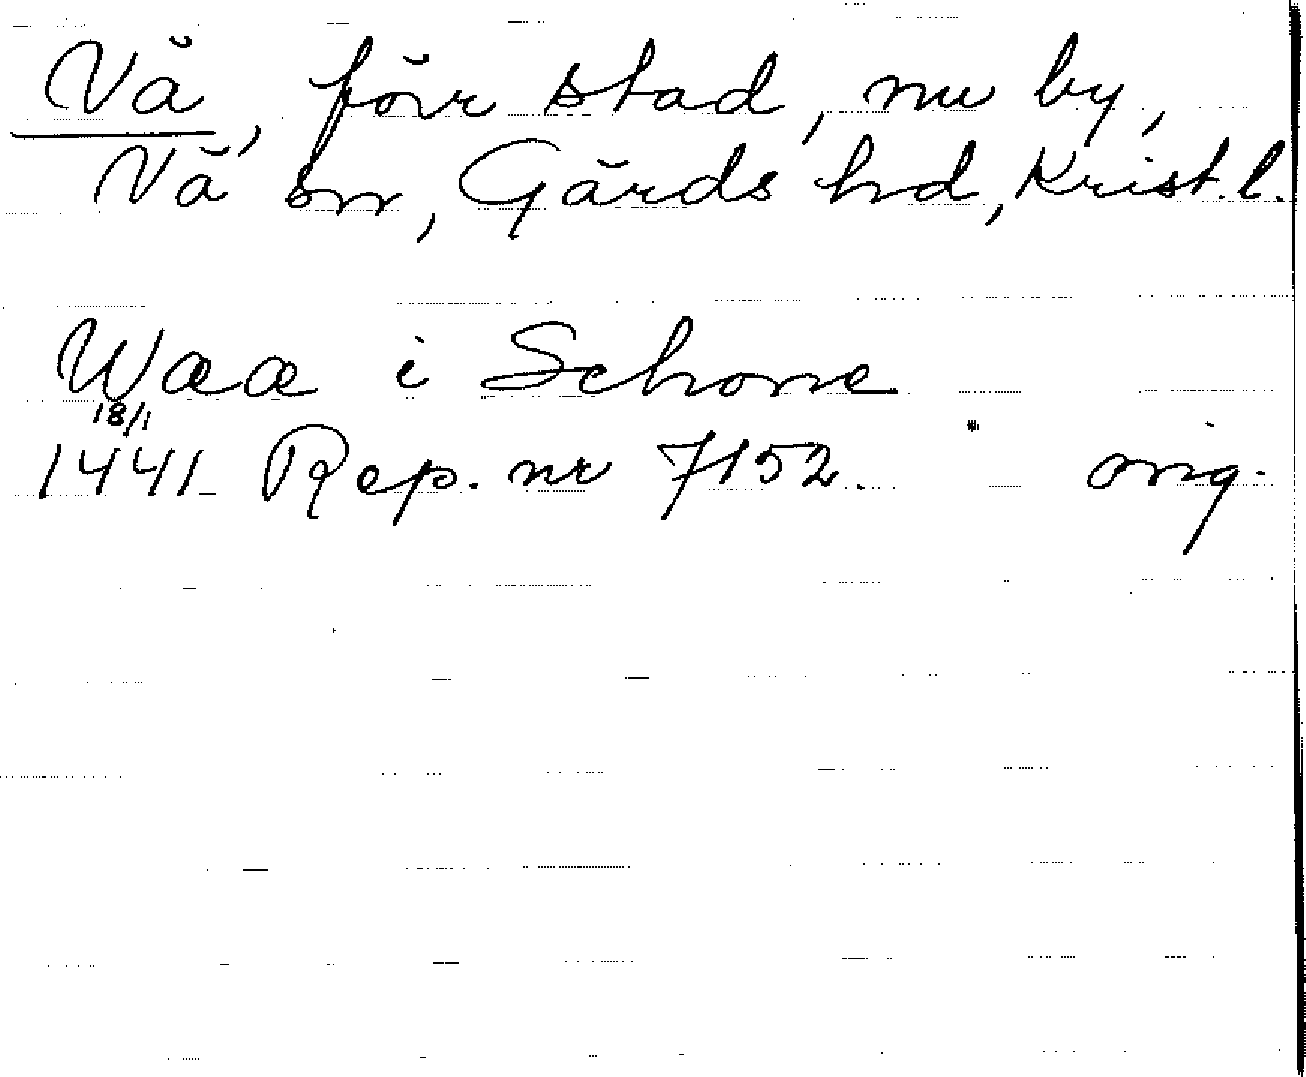 Vå, förr stad, nu by,
Vå sn, Gärds hd, Krist. l.
Waa i Schone
18/1
1441 Rep. nr 7152. orig.